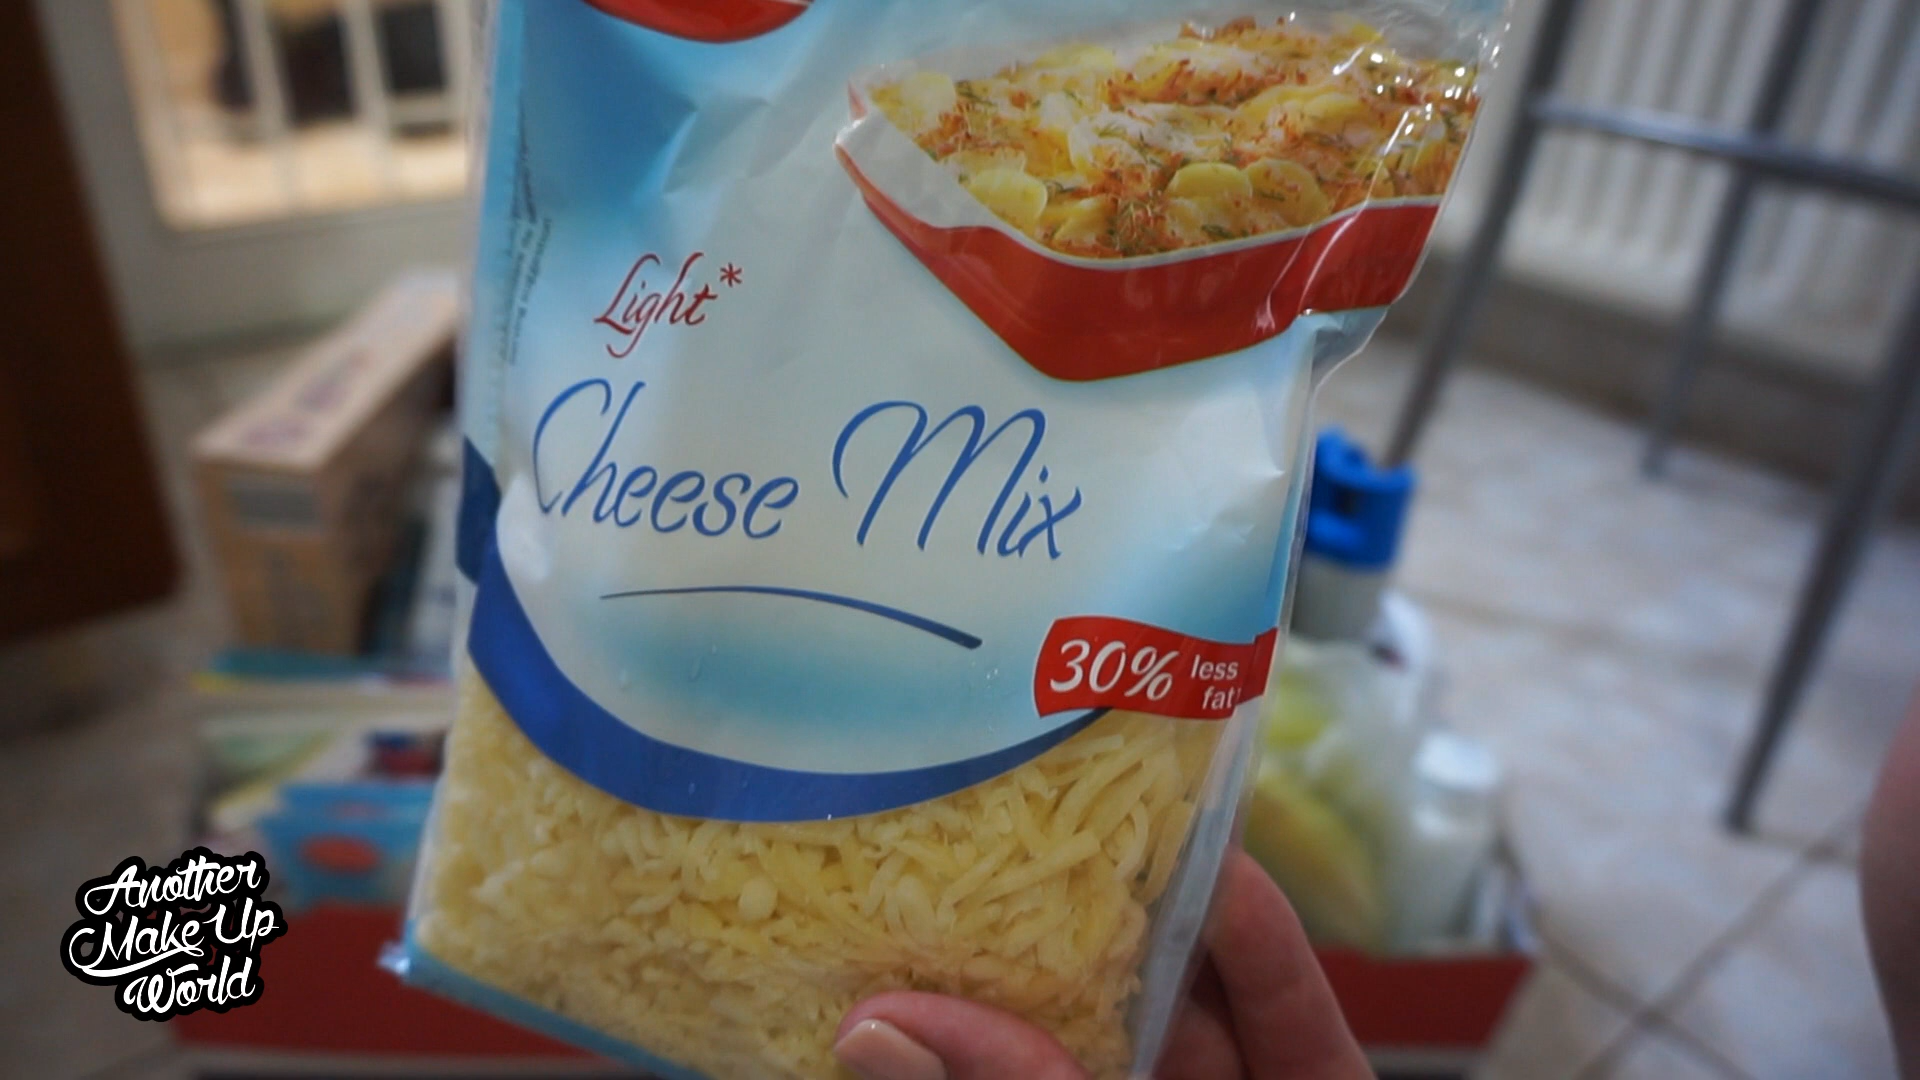 Light*
Cheese Mix
30% less
fat
Another
Make Up
World